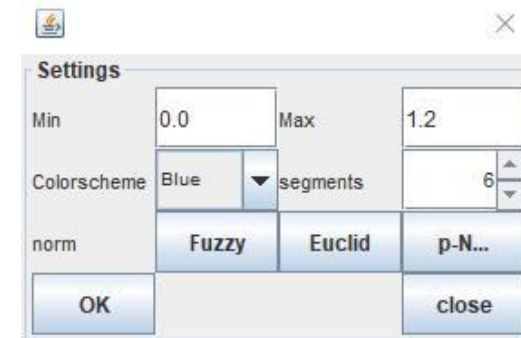 Settings
Min 0.0 Max 1.2
Colorscheme Blue segments 6
norm Fuzzy Euclid p-N...
OK close